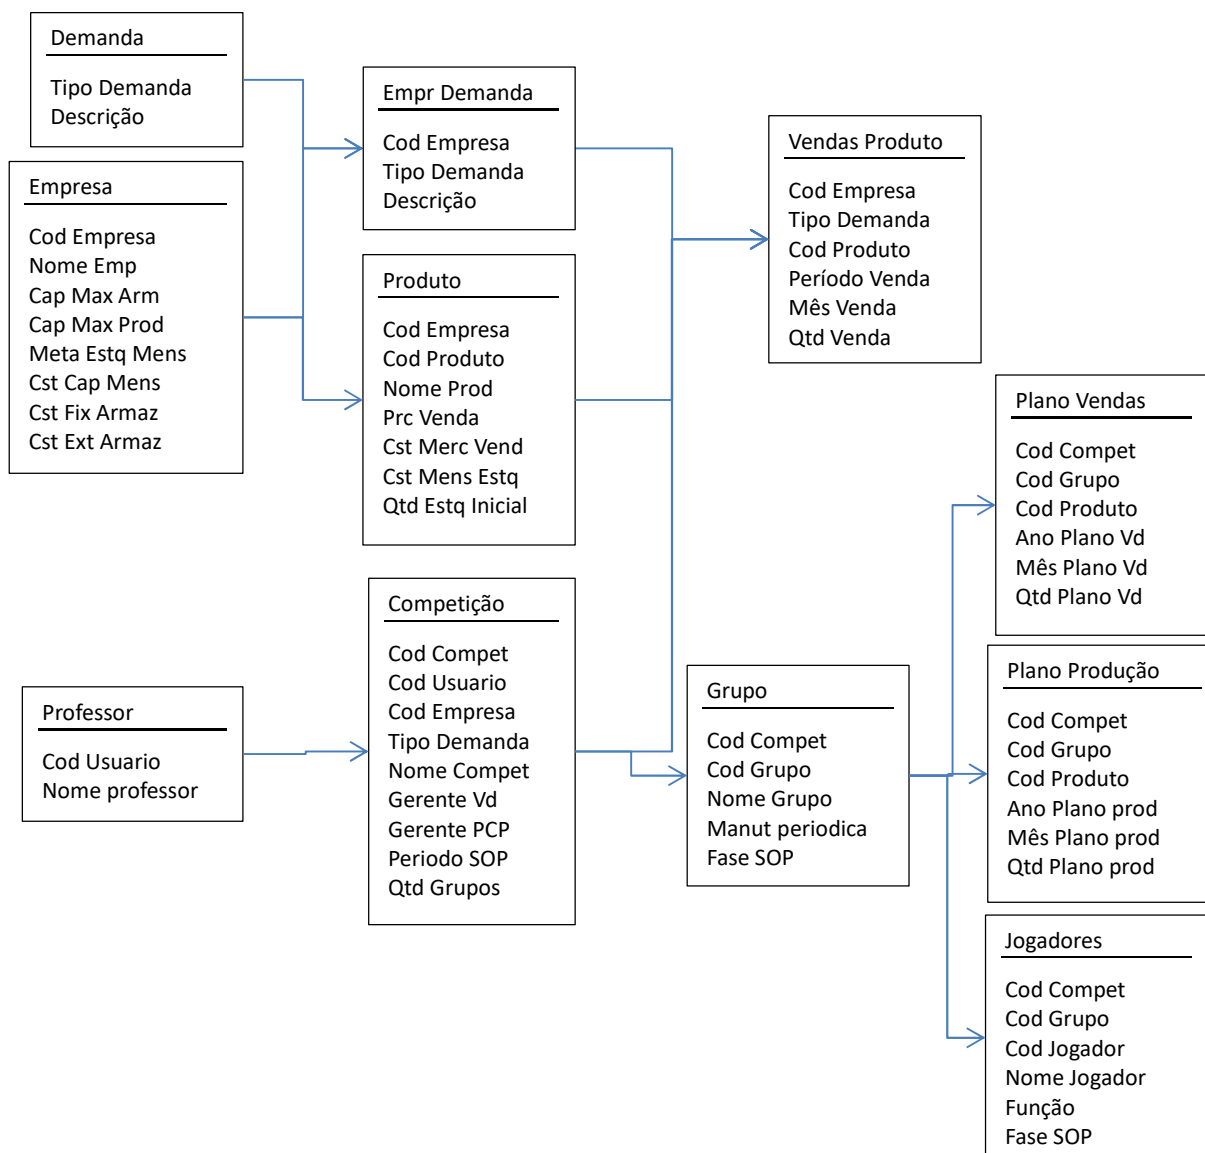 Demanda
Tipo Demanda
Descrição
Empresa
Cod Empresa
Nome Emp
Cap Max Arm
Cap Max Prod
Meta Estq Mens
Cst Cap Mens
Cst Fix Armaz
Cst Ext Armaz
Empr Demanda
Cod Empresa
Tipo Demanda
Descrição
Produto
Cod Empresa
Cod Produto
Nome Prod
Prc Venda
Cst Merc Vend
Cst Mens Estq
Qtd Estq Inicial
Vendas Produto
Cod Empresa
Tipo Demanda
Cod Produto
Período Venda
Mês Venda
Qtd Venda
Professor
Cod Usuario
Nome professor
Competição
Cod Compet
Cod Usuario
Cod Empresa
Tipo Demanda
Nome Compet
Gerente Vd
Gerente PCP
Periodo SOP
Qtd Grupos
Grupo
Cod Compet
Cod Grupo
Nome Grupo
Manut periodica
Fase SOP
Plano Vendas
Cod Compet
Cod Grupo
Cod Produto
Ano Plano Vd
Mês Plano Vd
Qtd Plano Vd
Plano Produção
Cod Compet
Cod Grupo
Cod Produto
Ano Plano prod
Mês Plano prod
Qtd Plano prod
Jogadores
Cod Compet
Cod Grupo
Cod Jogador
Nome Jogador
Função
Fase SOP